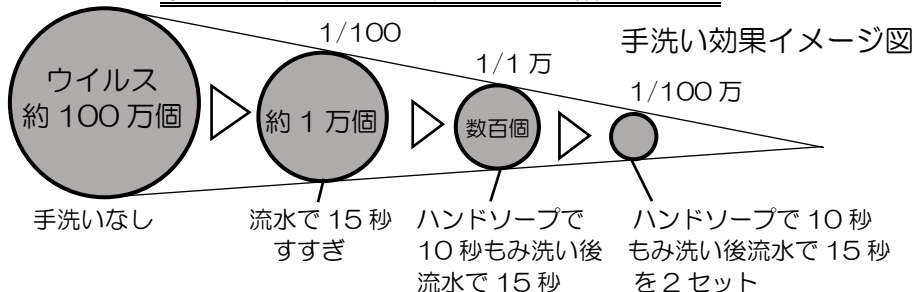 手洗い効果イメージ図
1/100
1/1万
1/100万
ウイルス
約100万個
約1万個
数百個
手洗いなし
流水で15秒
すすぎ
ハンドソープで
10秒もみ洗い後
流水で15秒
ハンドソープで10秒
もみ洗い後流水で15秒
を2セット